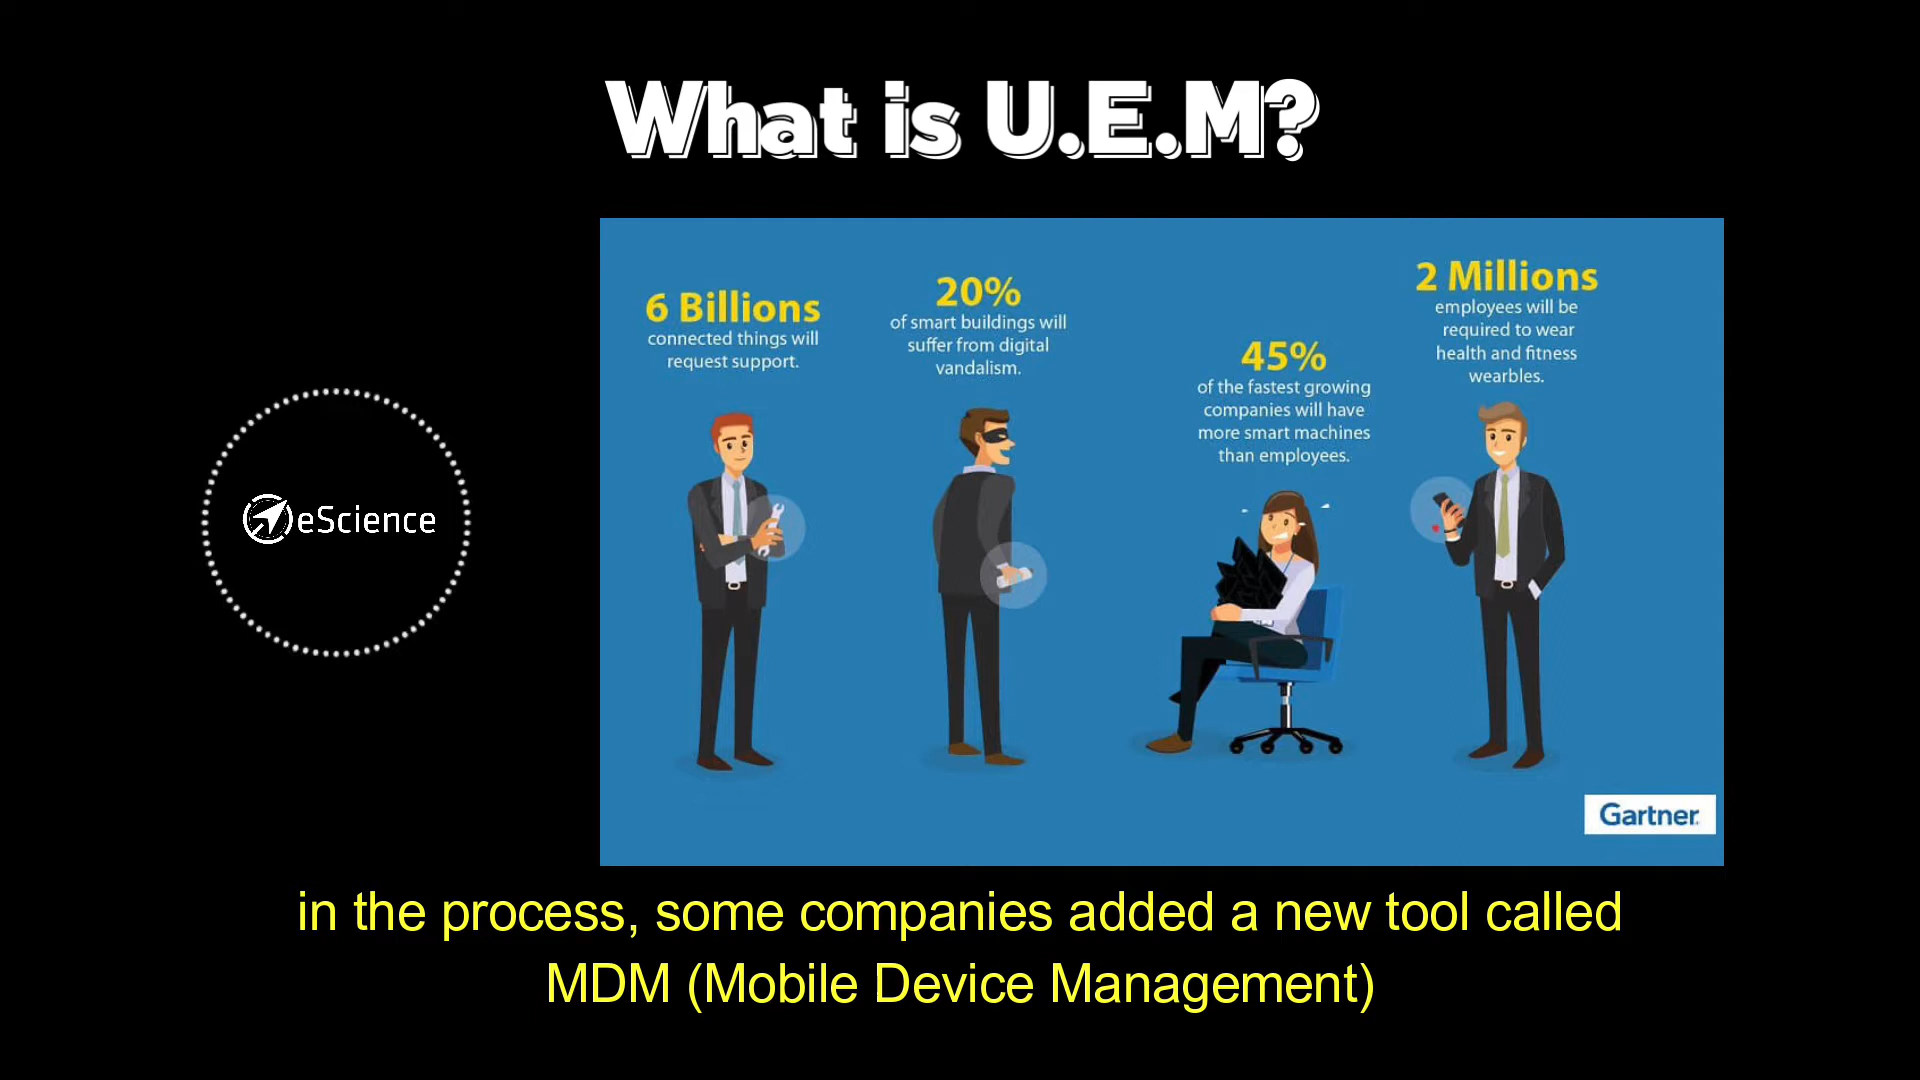 What is U.E.M?
6 Billions
connected things will
request support.
20%
of smart buildings will
suffer from digital
vandalism.
45%
of the fastest growing
companies will have
more smart machines
than employees.
2 Millions
employees will be
required to wear
health and fitness
wearbles.
eScience
Gartner
in the process, some companies added a new tool called
MDM (Mobile Device Management)